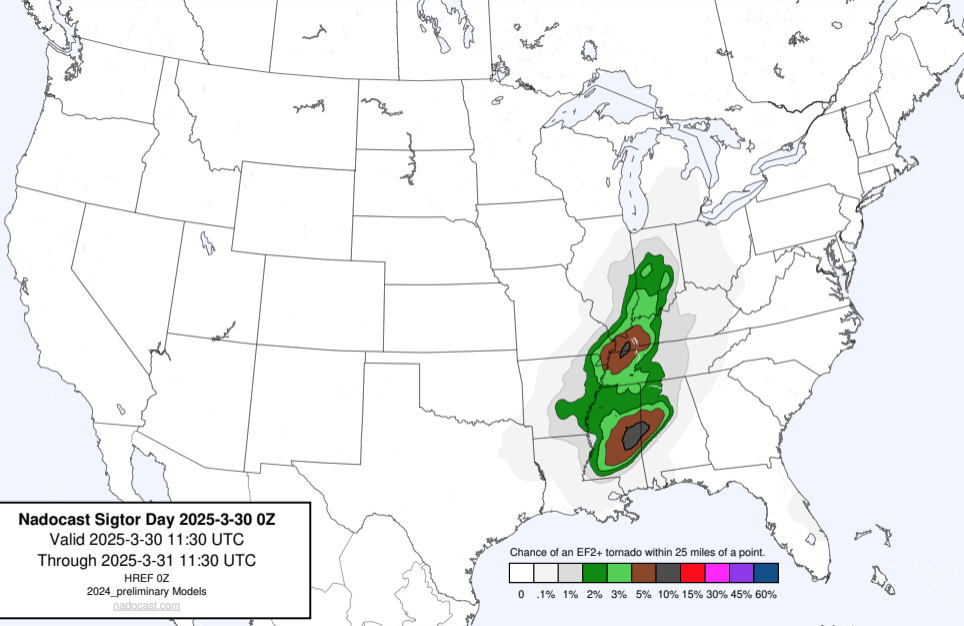 Nadocast Sigtor Day 2025-3-30 0Z
Valid 2025-3-30 11:30 UTC
Through 2025-3-31 11:30 UTC
HREF 0Z
2024_preliminary Models
nadocast.com
Chance of an EF2+ tornado within 25 miles of a point.
0 .1% 1% 2% 3% 5% 10% 15% 30% 45% 60%